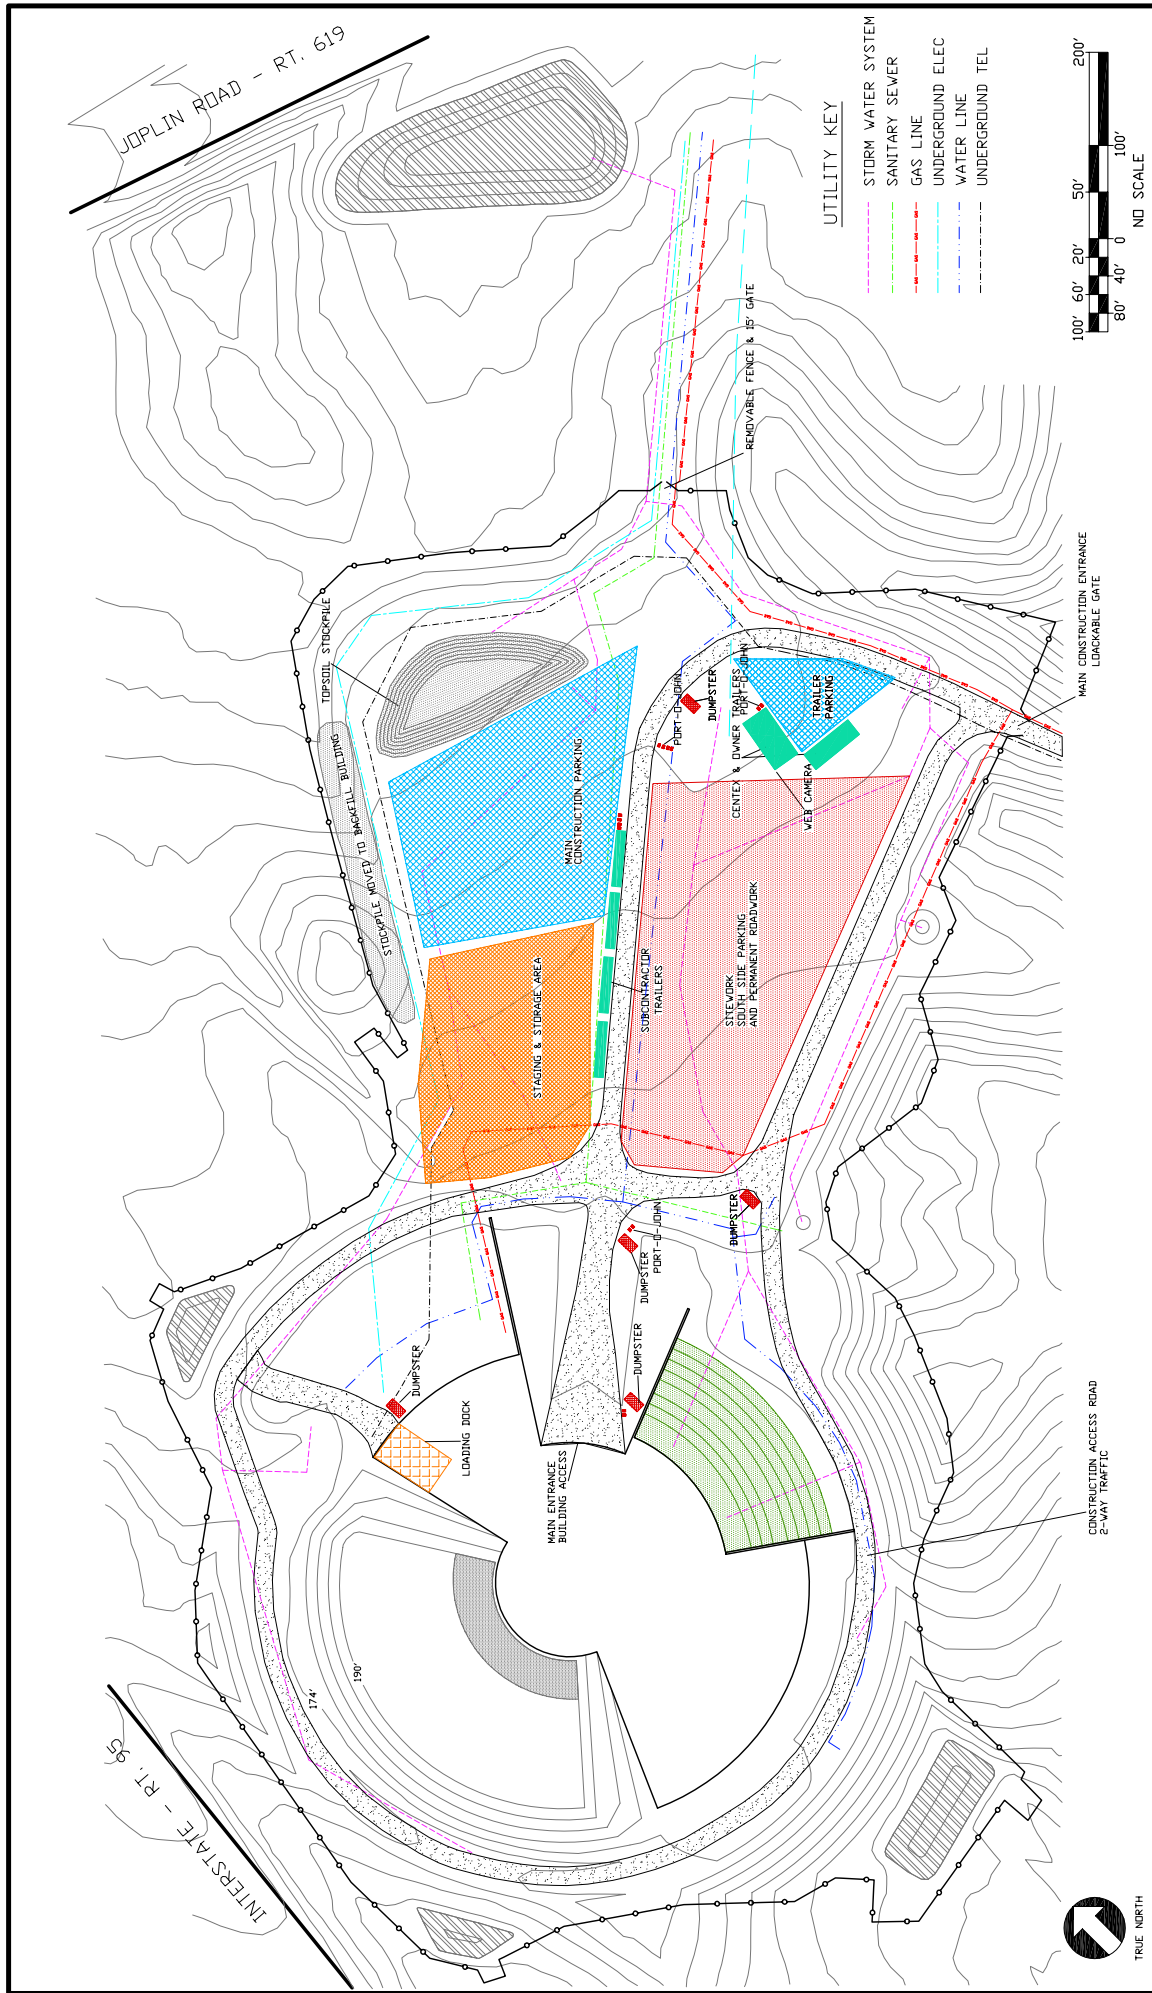 JOPLIN ROAD - RT. 619
UTILITY KEY
STORM WATER SYSTEM
SANITARY SEWER
GAS LINE
UNDERGROUND ELEC
WATER LINE
UNDERGROUND TEL
200'
100'
50'
0
20'
40'
60'
80'
100'
NO SCALE
REMOVABLE FENCE & 15' GATE
MAIN CONSTRUCTION ENTRANCE
LOCKABLE GATE
TOPSOIL STOCKPILE
STOCKPILE MOVED TO BACKFILL BUILDING
MAIN
CONSTRUCTION PARKING
PORT-O-JOHN
DUMPSTER
CENTEX & OWNER TRAILERS
PORT-O-JOHN
TRAILER
PARKING
WEB CAMERA
STAGING & STORAGE AREA
SUBCONTRACTOR
TRAILERS
SITEWORK
SOUTH SIDE PARKING
AND PERMANENT ROADWORK
DUMPSTER
DUMPSTER
PORT-O-JOHN
DUMPSTER
DUMPSTER
LOADING DOCK
MAIN ENTRANCE
BUILDING ACCESS
CONSTRUCTION ACCESS ROAD
2-WAY TRAFFIC
190'
174'
INTERSTATE - RT. 95
TRUE NORTH